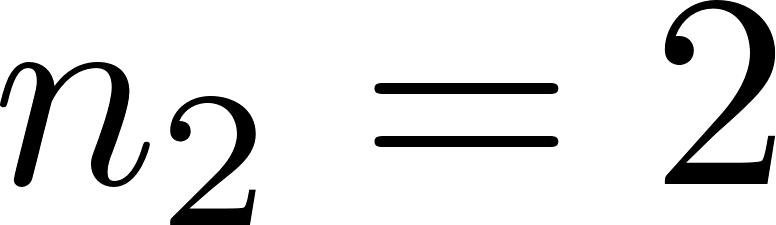 n₂ = 2